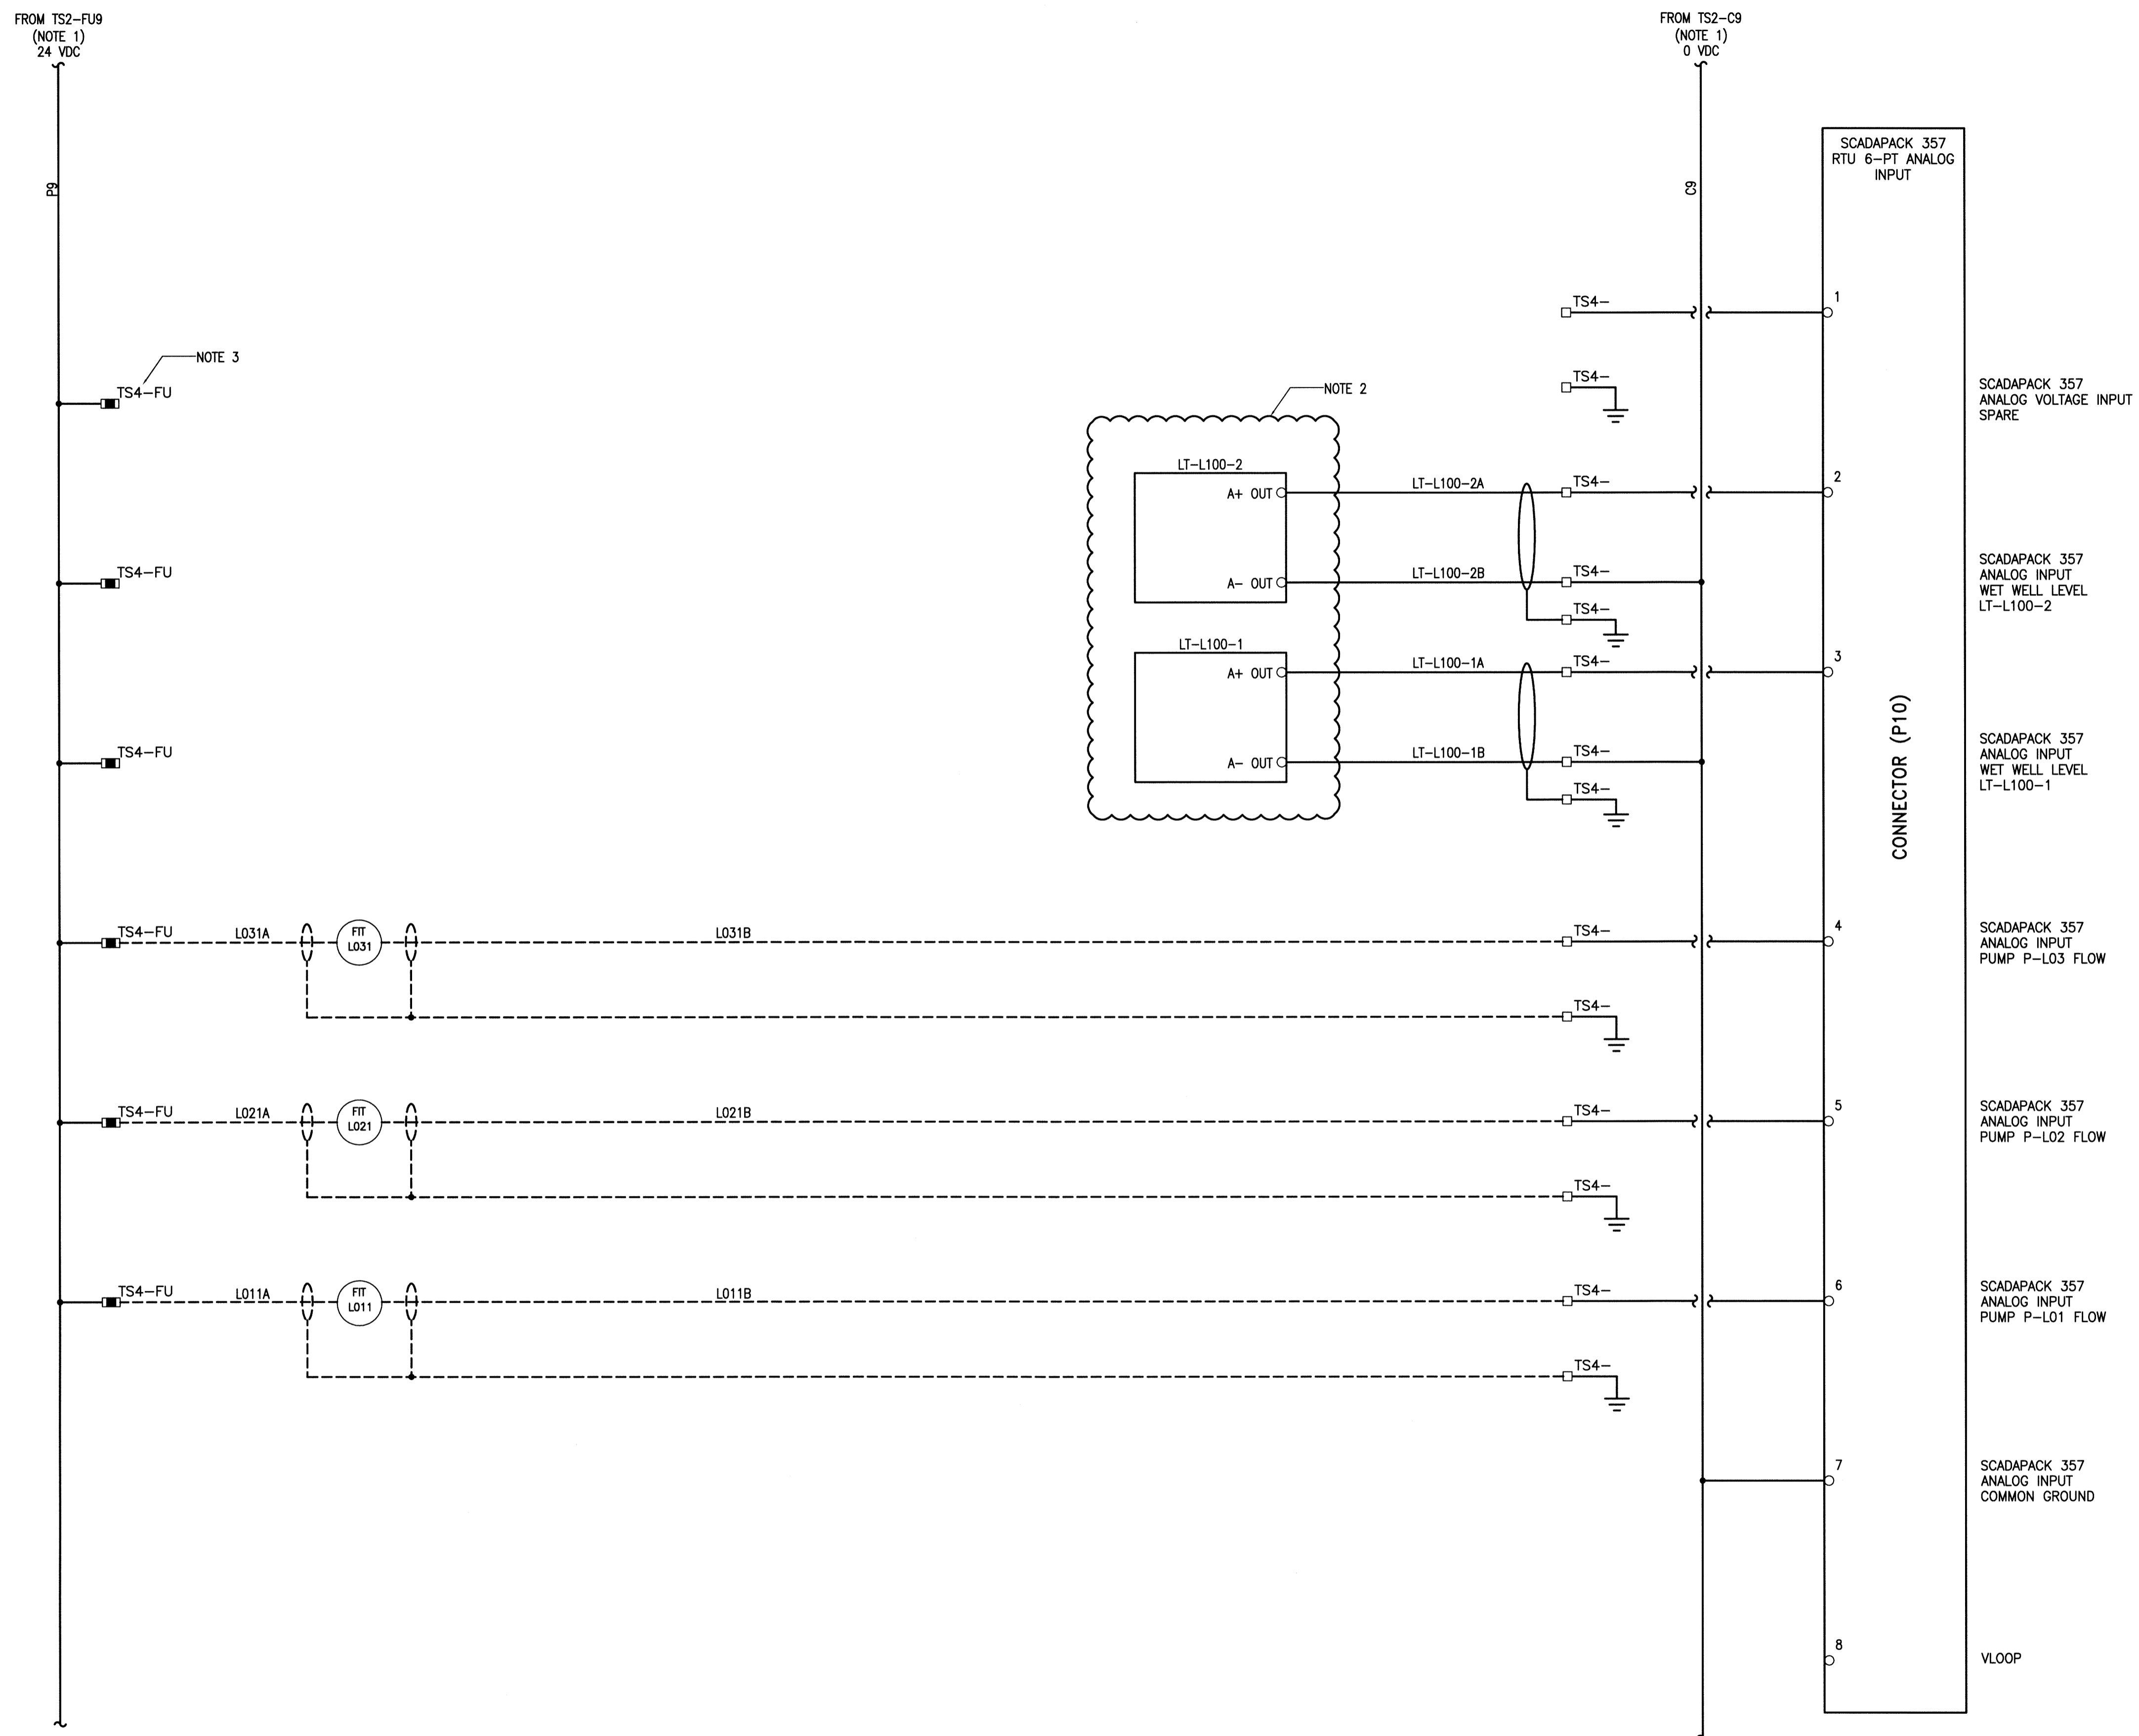 FROM TS2-FU9
(NOTE 1)
24 VDC
FROM TS2-C9
(NOTE 1)
0 VDC
P9
C9
SCADAPACK 357
RTU 6-PT ANALOG
INPUT
CONNECTOR (P10)
1
TS4-
NOTE 3
TS4-FU
TS4-
SCADAPACK 357
ANALOG VOLTAGE INPUT
SPARE
NOTE 2
LT-L100-2
A+ OUT
LT-L100-2A
TS4-
2
TS4-FU
A- OUT
LT-L100-2B
TS4-
TS4-
SCADAPACK 357
ANALOG INPUT
WET WELL LEVEL
LT-L100-2
LT-L100-1
A+ OUT
LT-L100-1A
TS4-
3
TS4-FU
A- OUT
LT-L100-1B
TS4-
TS4-
SCADAPACK 357
ANALOG INPUT
WET WELL LEVEL
LT-L100-1
TS4-FU
L031A
FIT
L031
L031B
TS4-
4
SCADAPACK 357
ANALOG INPUT
PUMP P-L03 FLOW
TS4-
TS4-FU
L021A
FIT
L021
L021B
TS4-
5
SCADAPACK 357
ANALOG INPUT
PUMP P-L02 FLOW
TS4-
TS4-FU
L011A
FIT
L011
L011B
TS4-
6
SCADAPACK 357
ANALOG INPUT
PUMP P-L01 FLOW
TS4-
7
SCADAPACK 357
ANALOG INPUT
COMMON GROUND
8
VLOOP